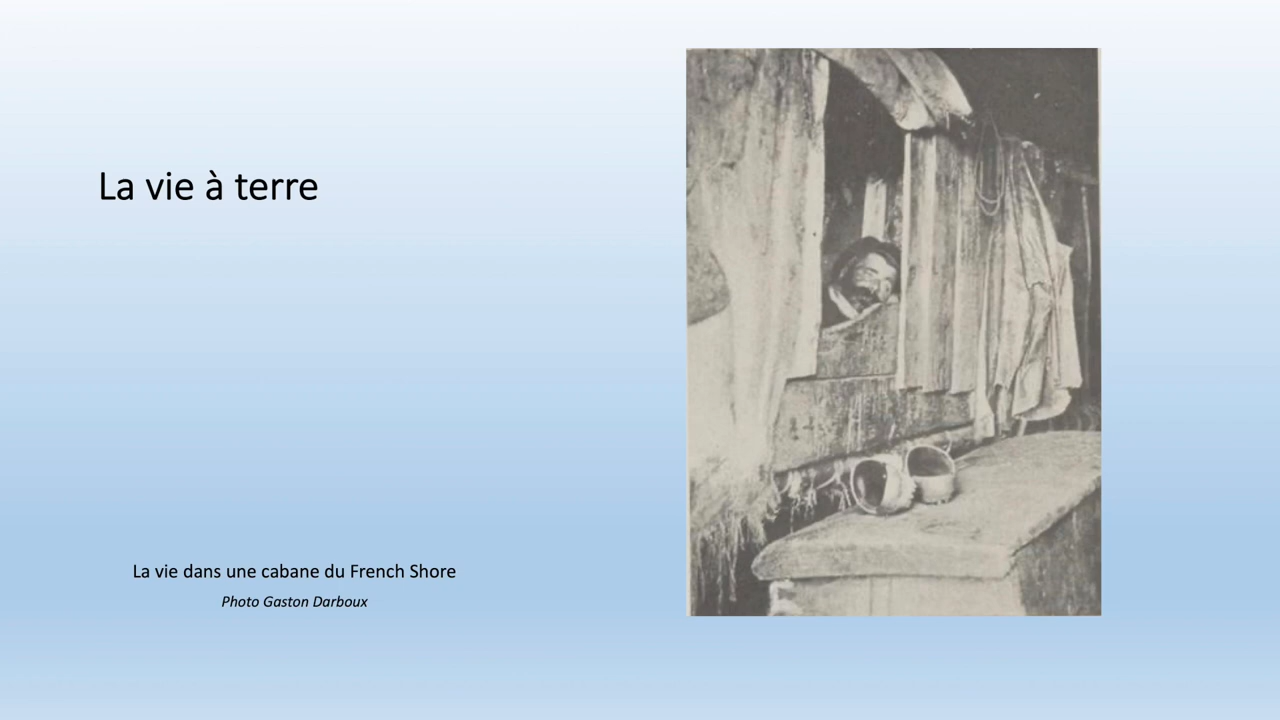 La vie à terre
La vie dans une cabane du French Shore
Photo Gaston Darboux